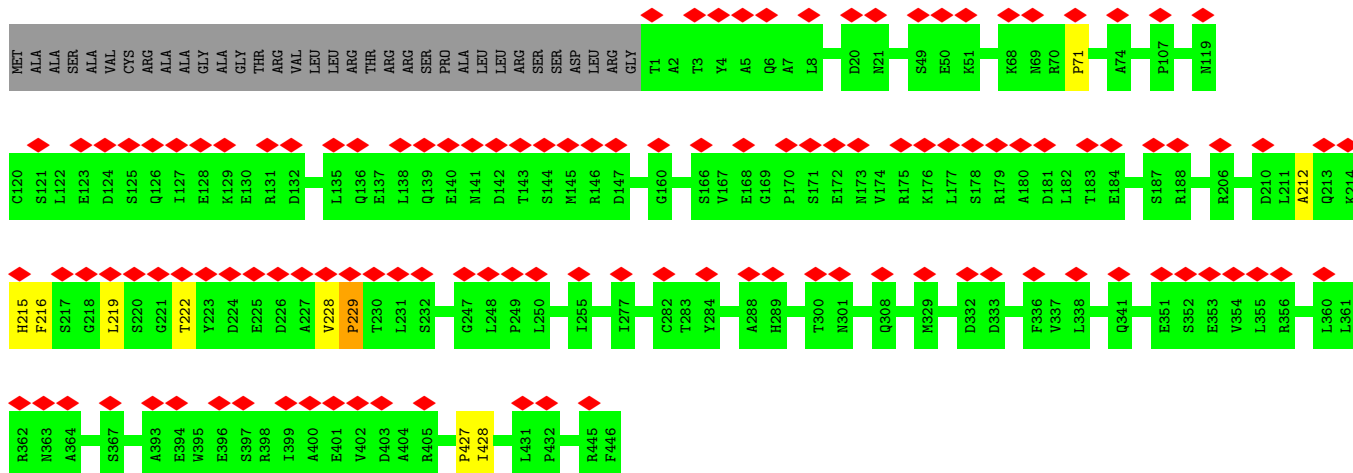 MET ALA ALA SER ALA VAL CYS ARG ALA ALA GLY ALA GLY THR ARG VAL LEU LEU ARG THR ARG ARG SER PRO ALA LEU LEU ARG SER SER ASP LEU ARG GLY T1 A2 T3 Y4 A5 Q6 A7 L8 D20 N21 S49 E50 K51 K68 N69 R70 P71 A74 P107 N119
C120 S121 L122 E123 D124 S125 Q126 I127 E128 K129 E130 R131 D132 L135 Q136 E137 L138 Q139 E140 N141 D142 T143 S144 M145 R146 D147 G160 S166 V167 E168 G169 P170 S171 E172 N173 V174 R175 K176 L177 S178 R179 A180 D181 L182 T183 E184 S187 R188 R206 D210 L211 A212 Q213 K214
H215 F216 S217 G218 L219 S220 G221 T222 Y223 D224 E225 D226 A227 V228 P229 T230 L231 S232 G247 L248 P249 L250 I255 I277 C282 T283 Y284 A288 H289 T300 N301 Q308 M329 D332 D333 F336 V337 L338 Q341 E351 S352 E353 V354 L355 R356 L360 L361
R362 N363 A364 S367 A393 E394 W395 E396 S397 R398 I399 A400 E401 V402 D403 A404 R405 P427 I428 L431 P432 R445 F446